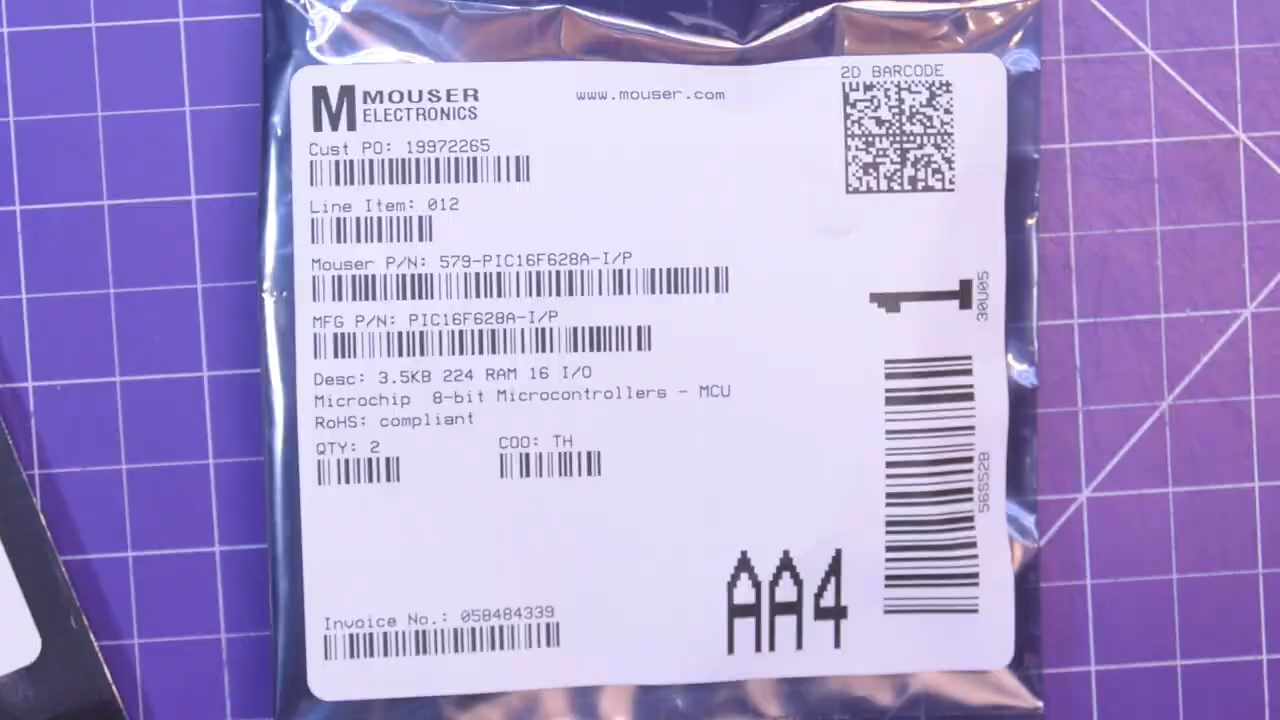 MOUSER
ELECTRONICS
www.mouser.com
2D BARCODE
Cust PO: 19972265
Line Item: 012
Mouser P/N: 579-PIC16F628A-I/P
MFG P/N: PIC16F628A-I/P
Desc: 3.5KB 224 RAM 16 I/O
Microchip 8-bit Microcontrollers - MCU
RoHS: compliant
QTY: 2
COO: TH
Invoice No.: 058484339
AA4
1
30U05
56S52B